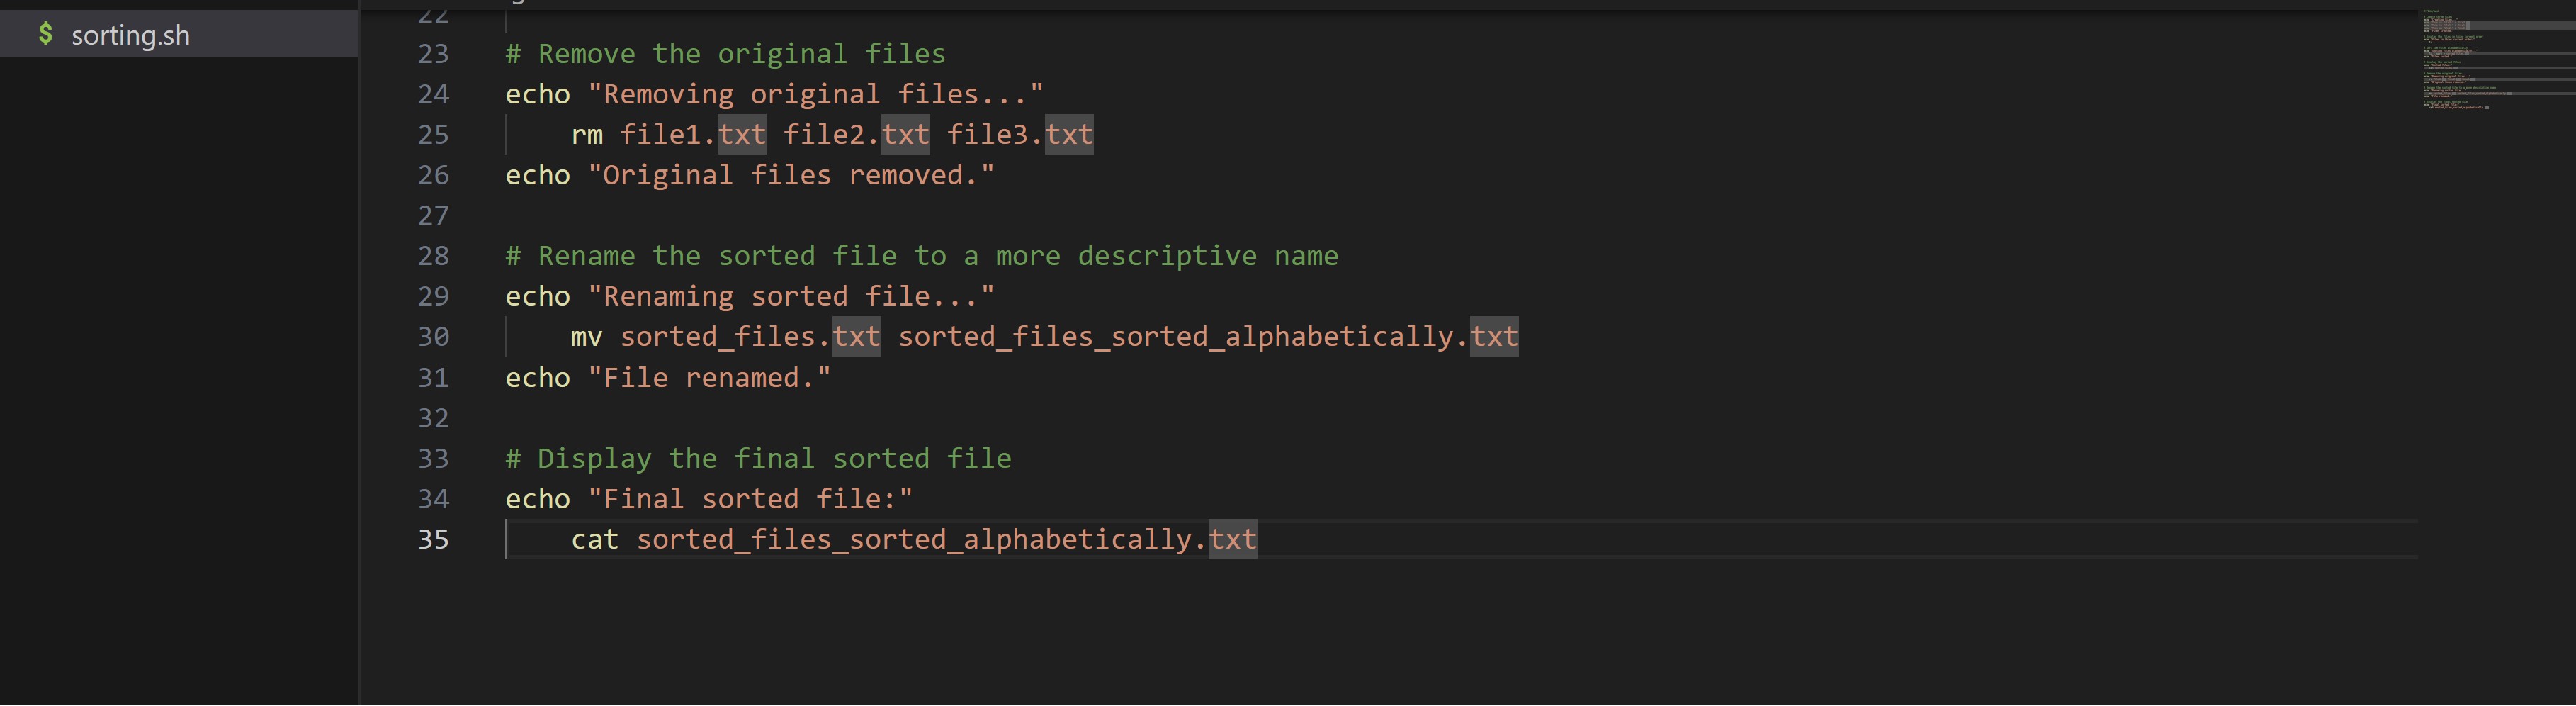 sorting.sh
22
23 # Remove the original files
24 echo "Removing original files..."
25     rm file1.txt file2.txt file3.txt
26 echo "Original files removed."
27
28 # Rename the sorted file to a more descriptive name
29 echo "Renaming sorted file..."
30     mv sorted_files.txt sorted_files_sorted_alphabetically.txt
31 echo "File renamed."
32
33 # Display the final sorted file
34 echo "Final sorted file:"
35     cat sorted_files_sorted_alphabetically.txt